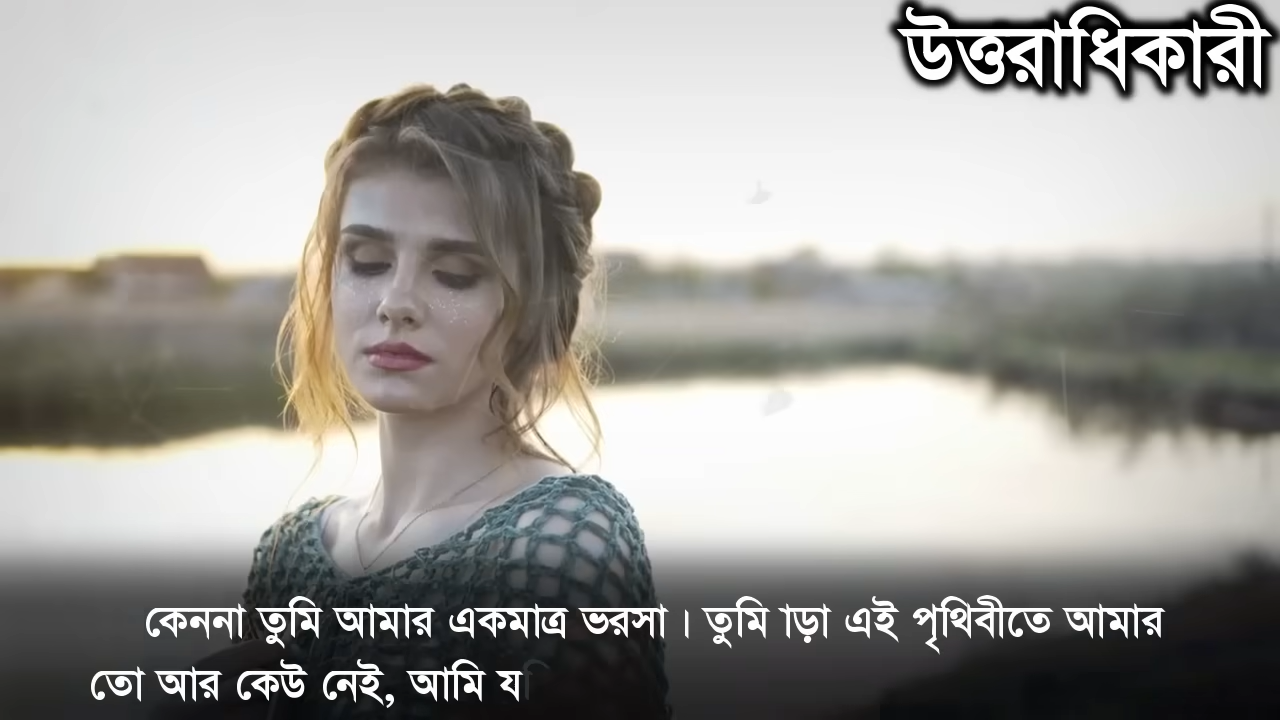 উত্তরাধিকারী
কেননা তুমি আমার একমাত্র ভরসা। তুমি াড়া এই পৃথিবীতে আমার
তো আর কেউ নেই, আমি য